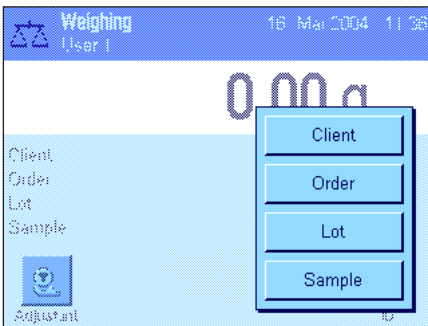 Weighing
16. Mai 2004 11:36
User 1
0.00 g
Client
Order
Lot
Sample
Client
Order
Lot
Sample
Adjust.int
ID